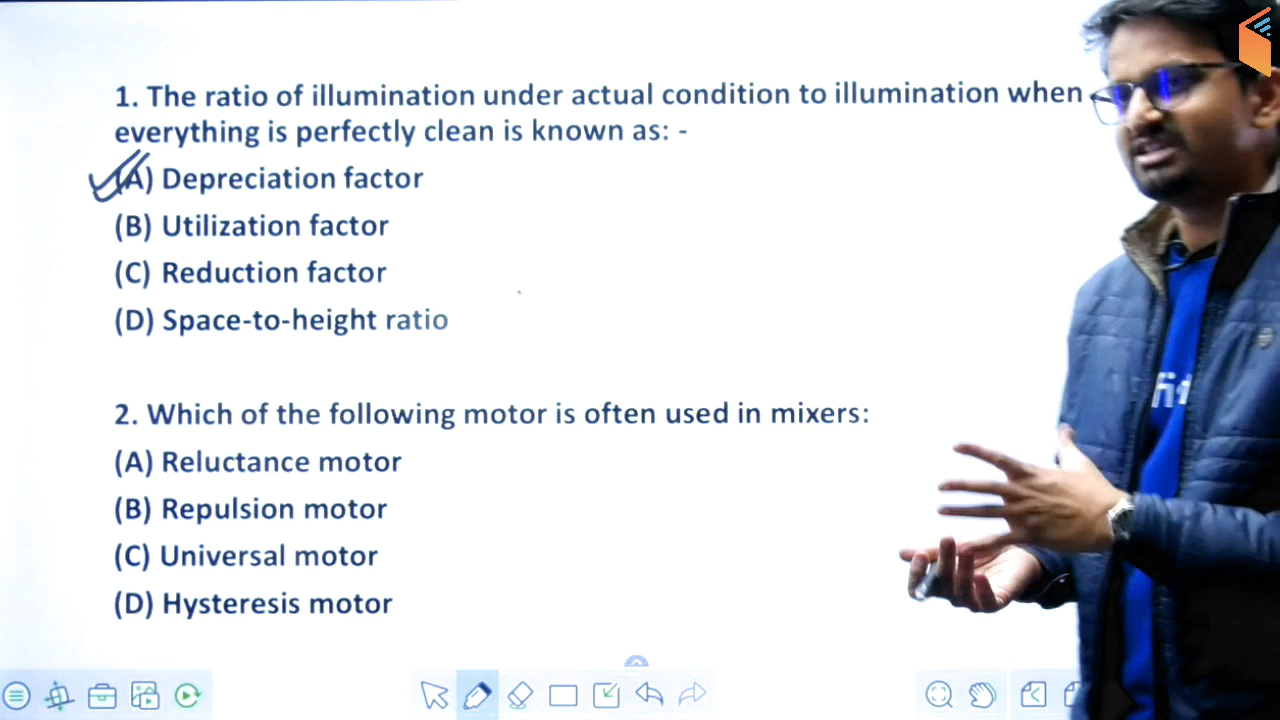 1. The ratio of illumination under actual condition to illumination when
everything is perfectly clean is known as: -
(A) Depreciation factor
(B) Utilization factor
(C) Reduction factor
(D) Space-to-height ratio
2. Which of the following motor is often used in mixers:
(A) Reluctance motor
(B) Repulsion motor
(C) Universal motor
(D) Hysteresis motor